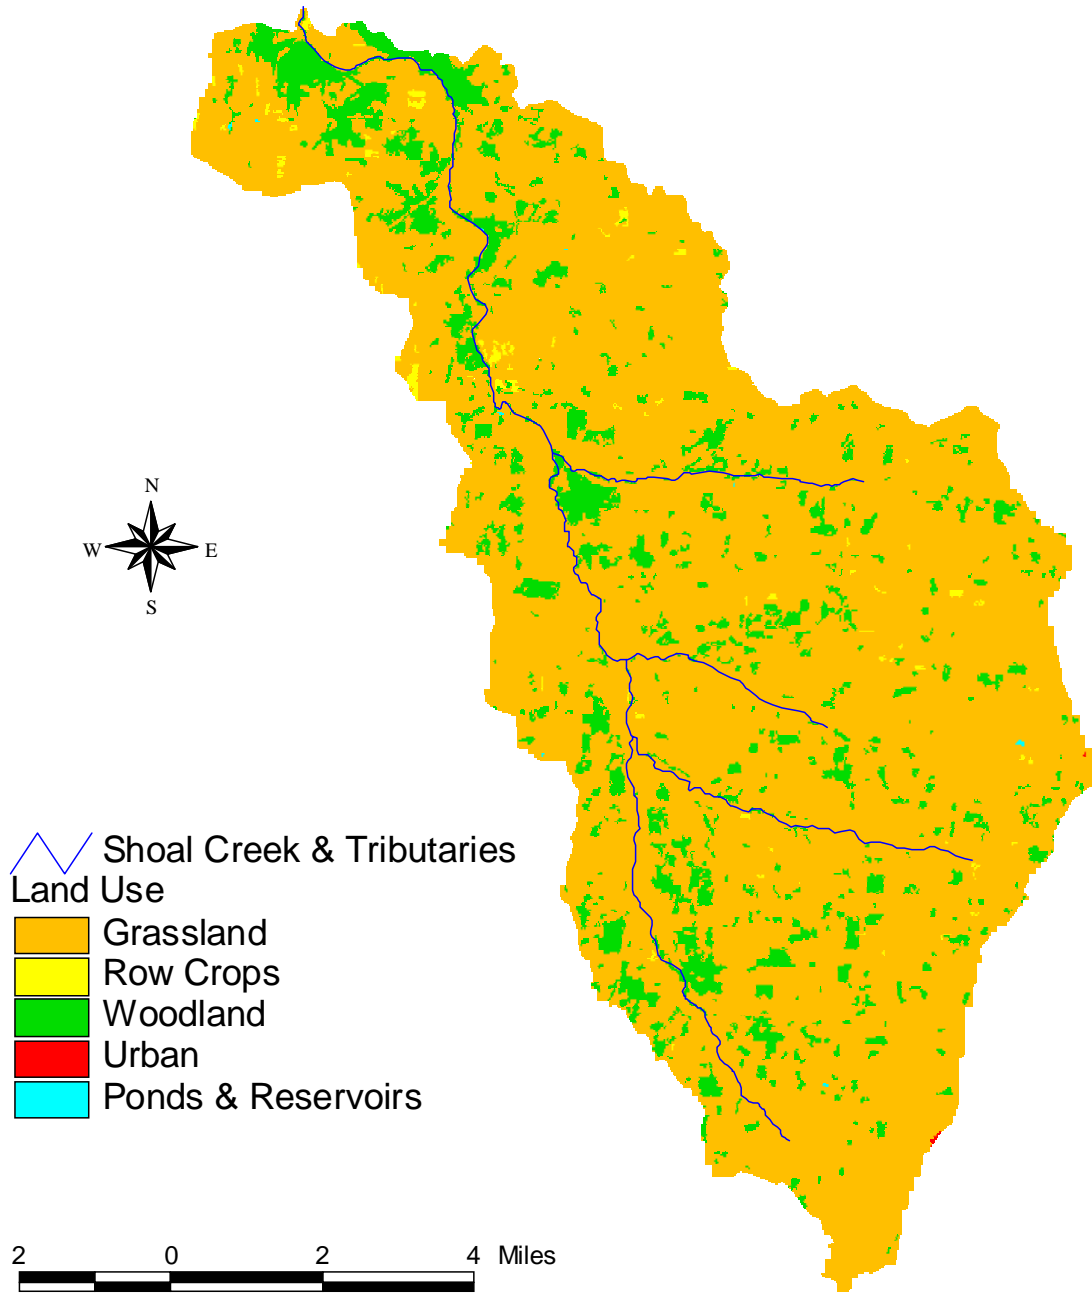 N
W E
S
Shoal Creek & Tributaries
Land Use
Grassland
Row Crops
Woodland
Urban
Ponds & Reservoirs
2 0 2 4 Miles